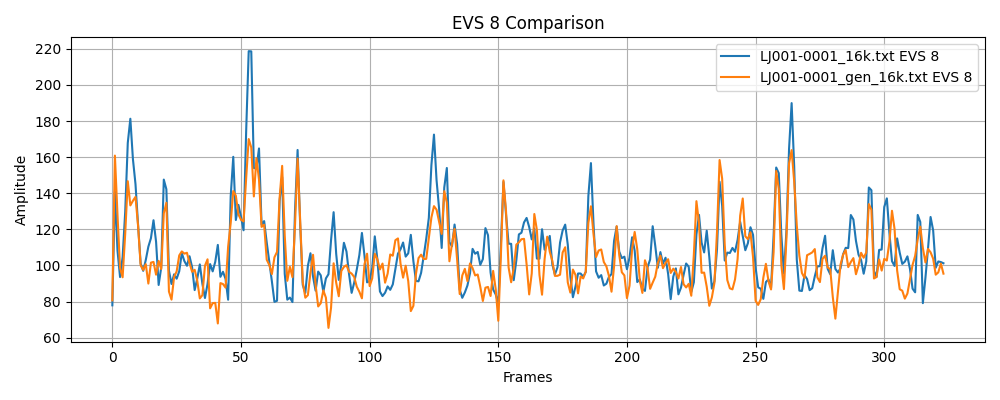 EVS 8 Comparison
LJ001-0001_16k.txt EVS 8
LJ001-0001_gen_16k.txt EVS 8
Amplitude
220
200
180
160
140
120
100
80
60
0 50 100 150 200 250 300
Frames